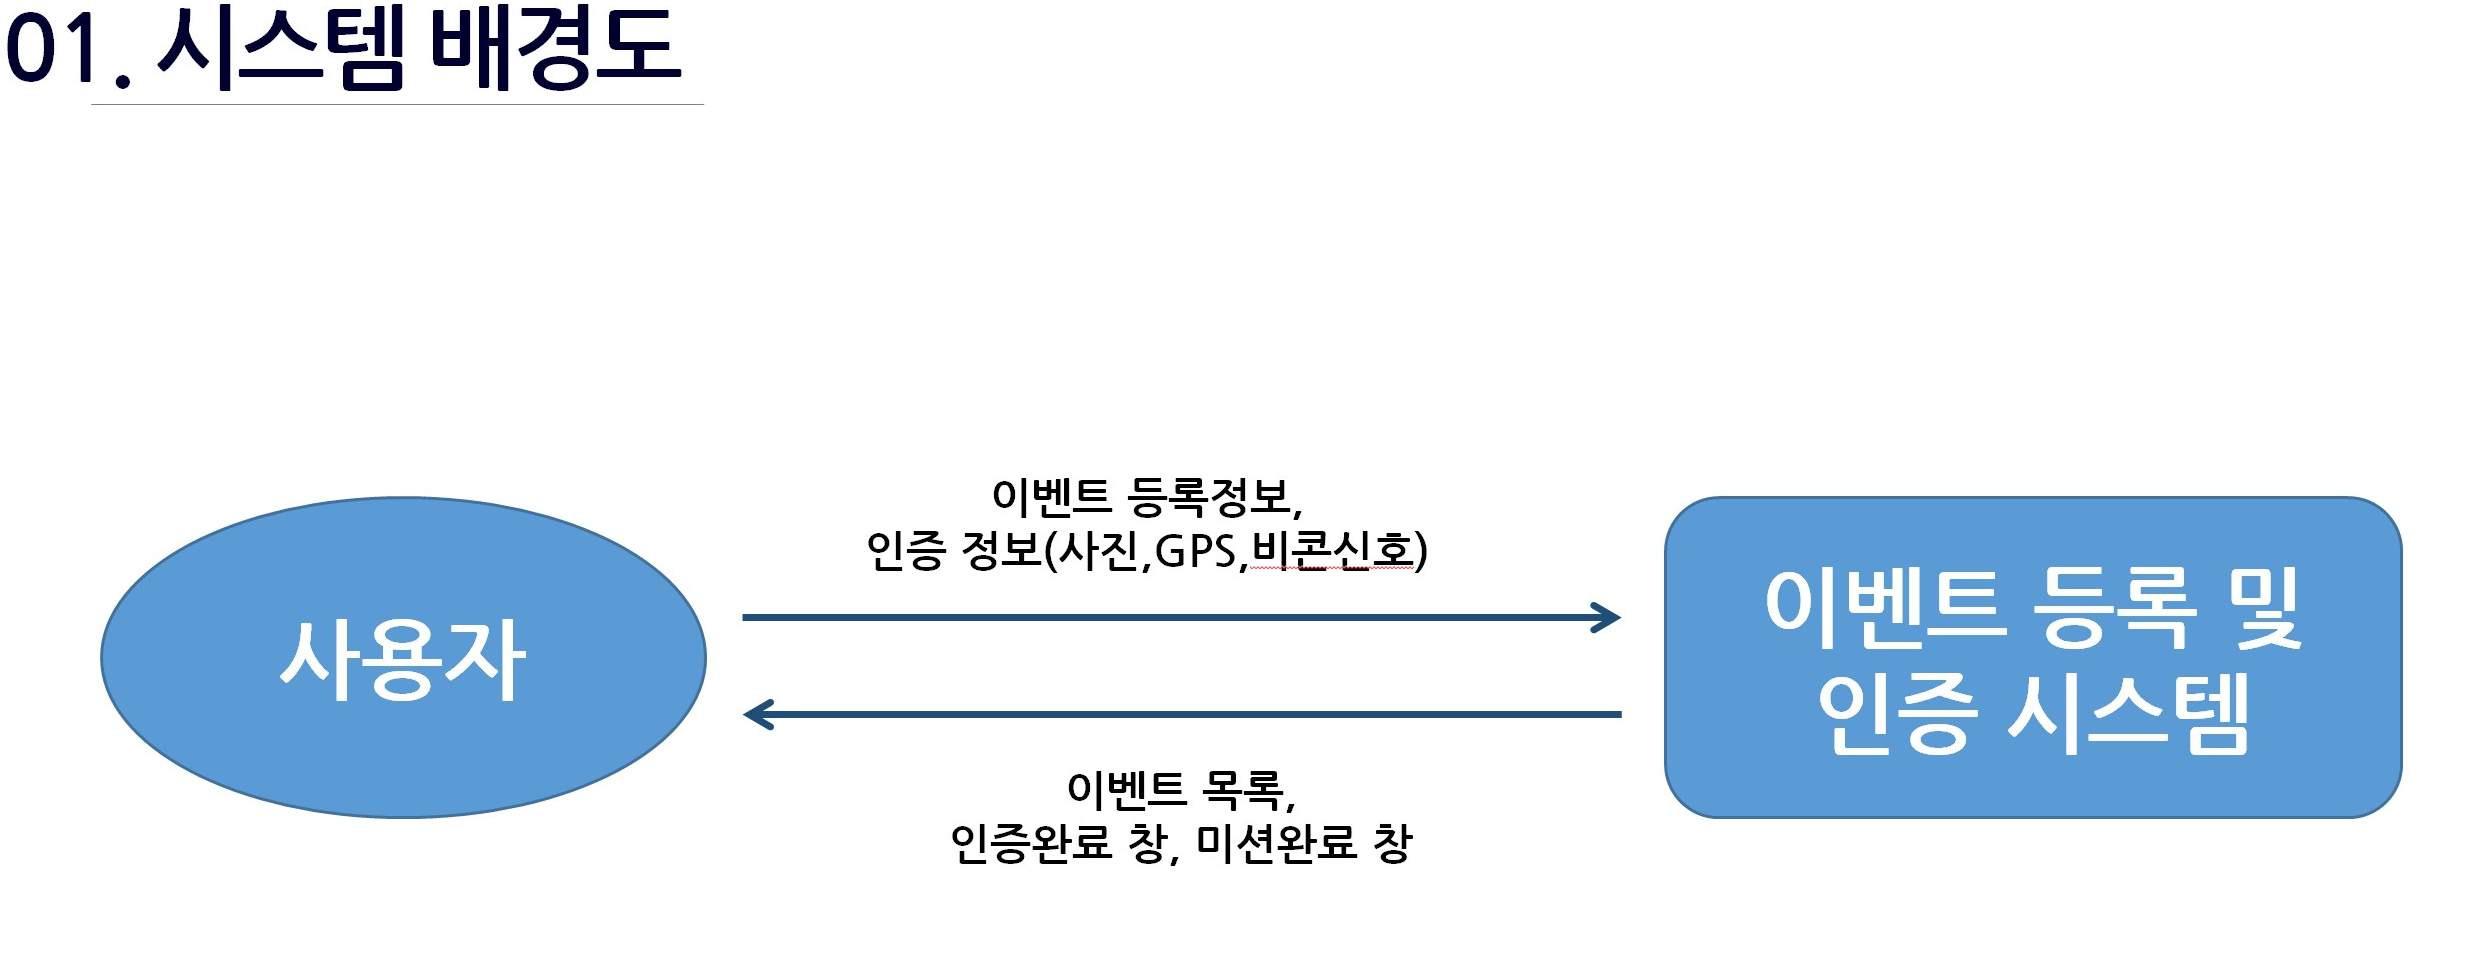 01. 시스템 배경도
이벤트 등록정보,
인증 정보(사진,GPS,비콘신호)
사용자
이벤트 등록 및
인증 시스템
이벤트 목록,
인증완료 창, 미션완료 창